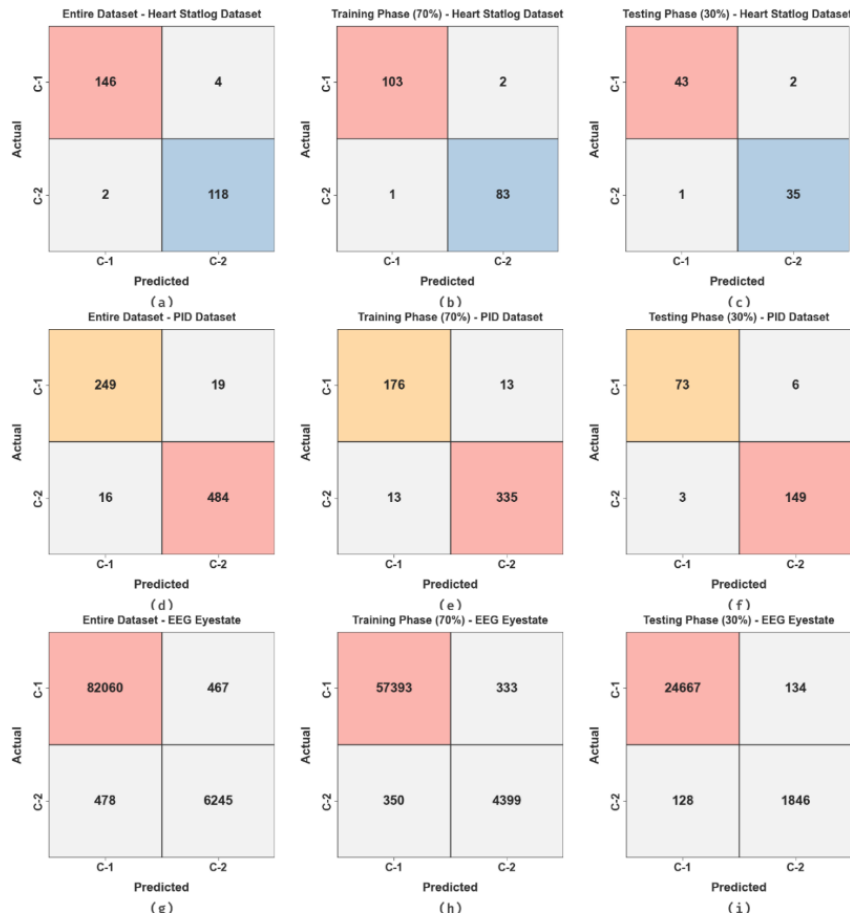 Entire Dataset - Heart Statlog Dataset
Training Phase (70%) - Heart Statlog Dataset
Testing Phase (30%) - Heart Statlog Dataset
C-1 146 4
C-1 103 2
C-1 43 2
Actual
Actual
Actual
C-2 2 118
C-2 1 83
C-2 1 35
C-1 C-2
C-1 C-2
C-1 C-2
Predicted
Predicted
Predicted
(a)
(b)
(c)
Entire Dataset - PID Dataset
Training Phase (70%) - PID Dataset
Testing Phase (30%) - PID Dataset
C-1 249 19
C-1 176 13
C-1 73 6
Actual
Actual
Actual
C-2 16 484
C-2 13 335
C-2 3 149
C-1 C-2
C-1 C-2
C-1 C-2
Predicted
Predicted
Predicted
(d)
(e)
(f)
Entire Dataset - EEG Eyestate
Training Phase (70%) - EEG Eyestate
Testing Phase (30%) - EEG Eyestate
C-1 82060 467
C-1 57393 333
C-1 24667 134
Actual
Actual
Actual
C-2 478 6245
C-2 350 4399
C-2 128 1846
C-1 C-2
C-1 C-2
C-1 C-2
Predicted
Predicted
Predicted
(g)
(h)
(i)